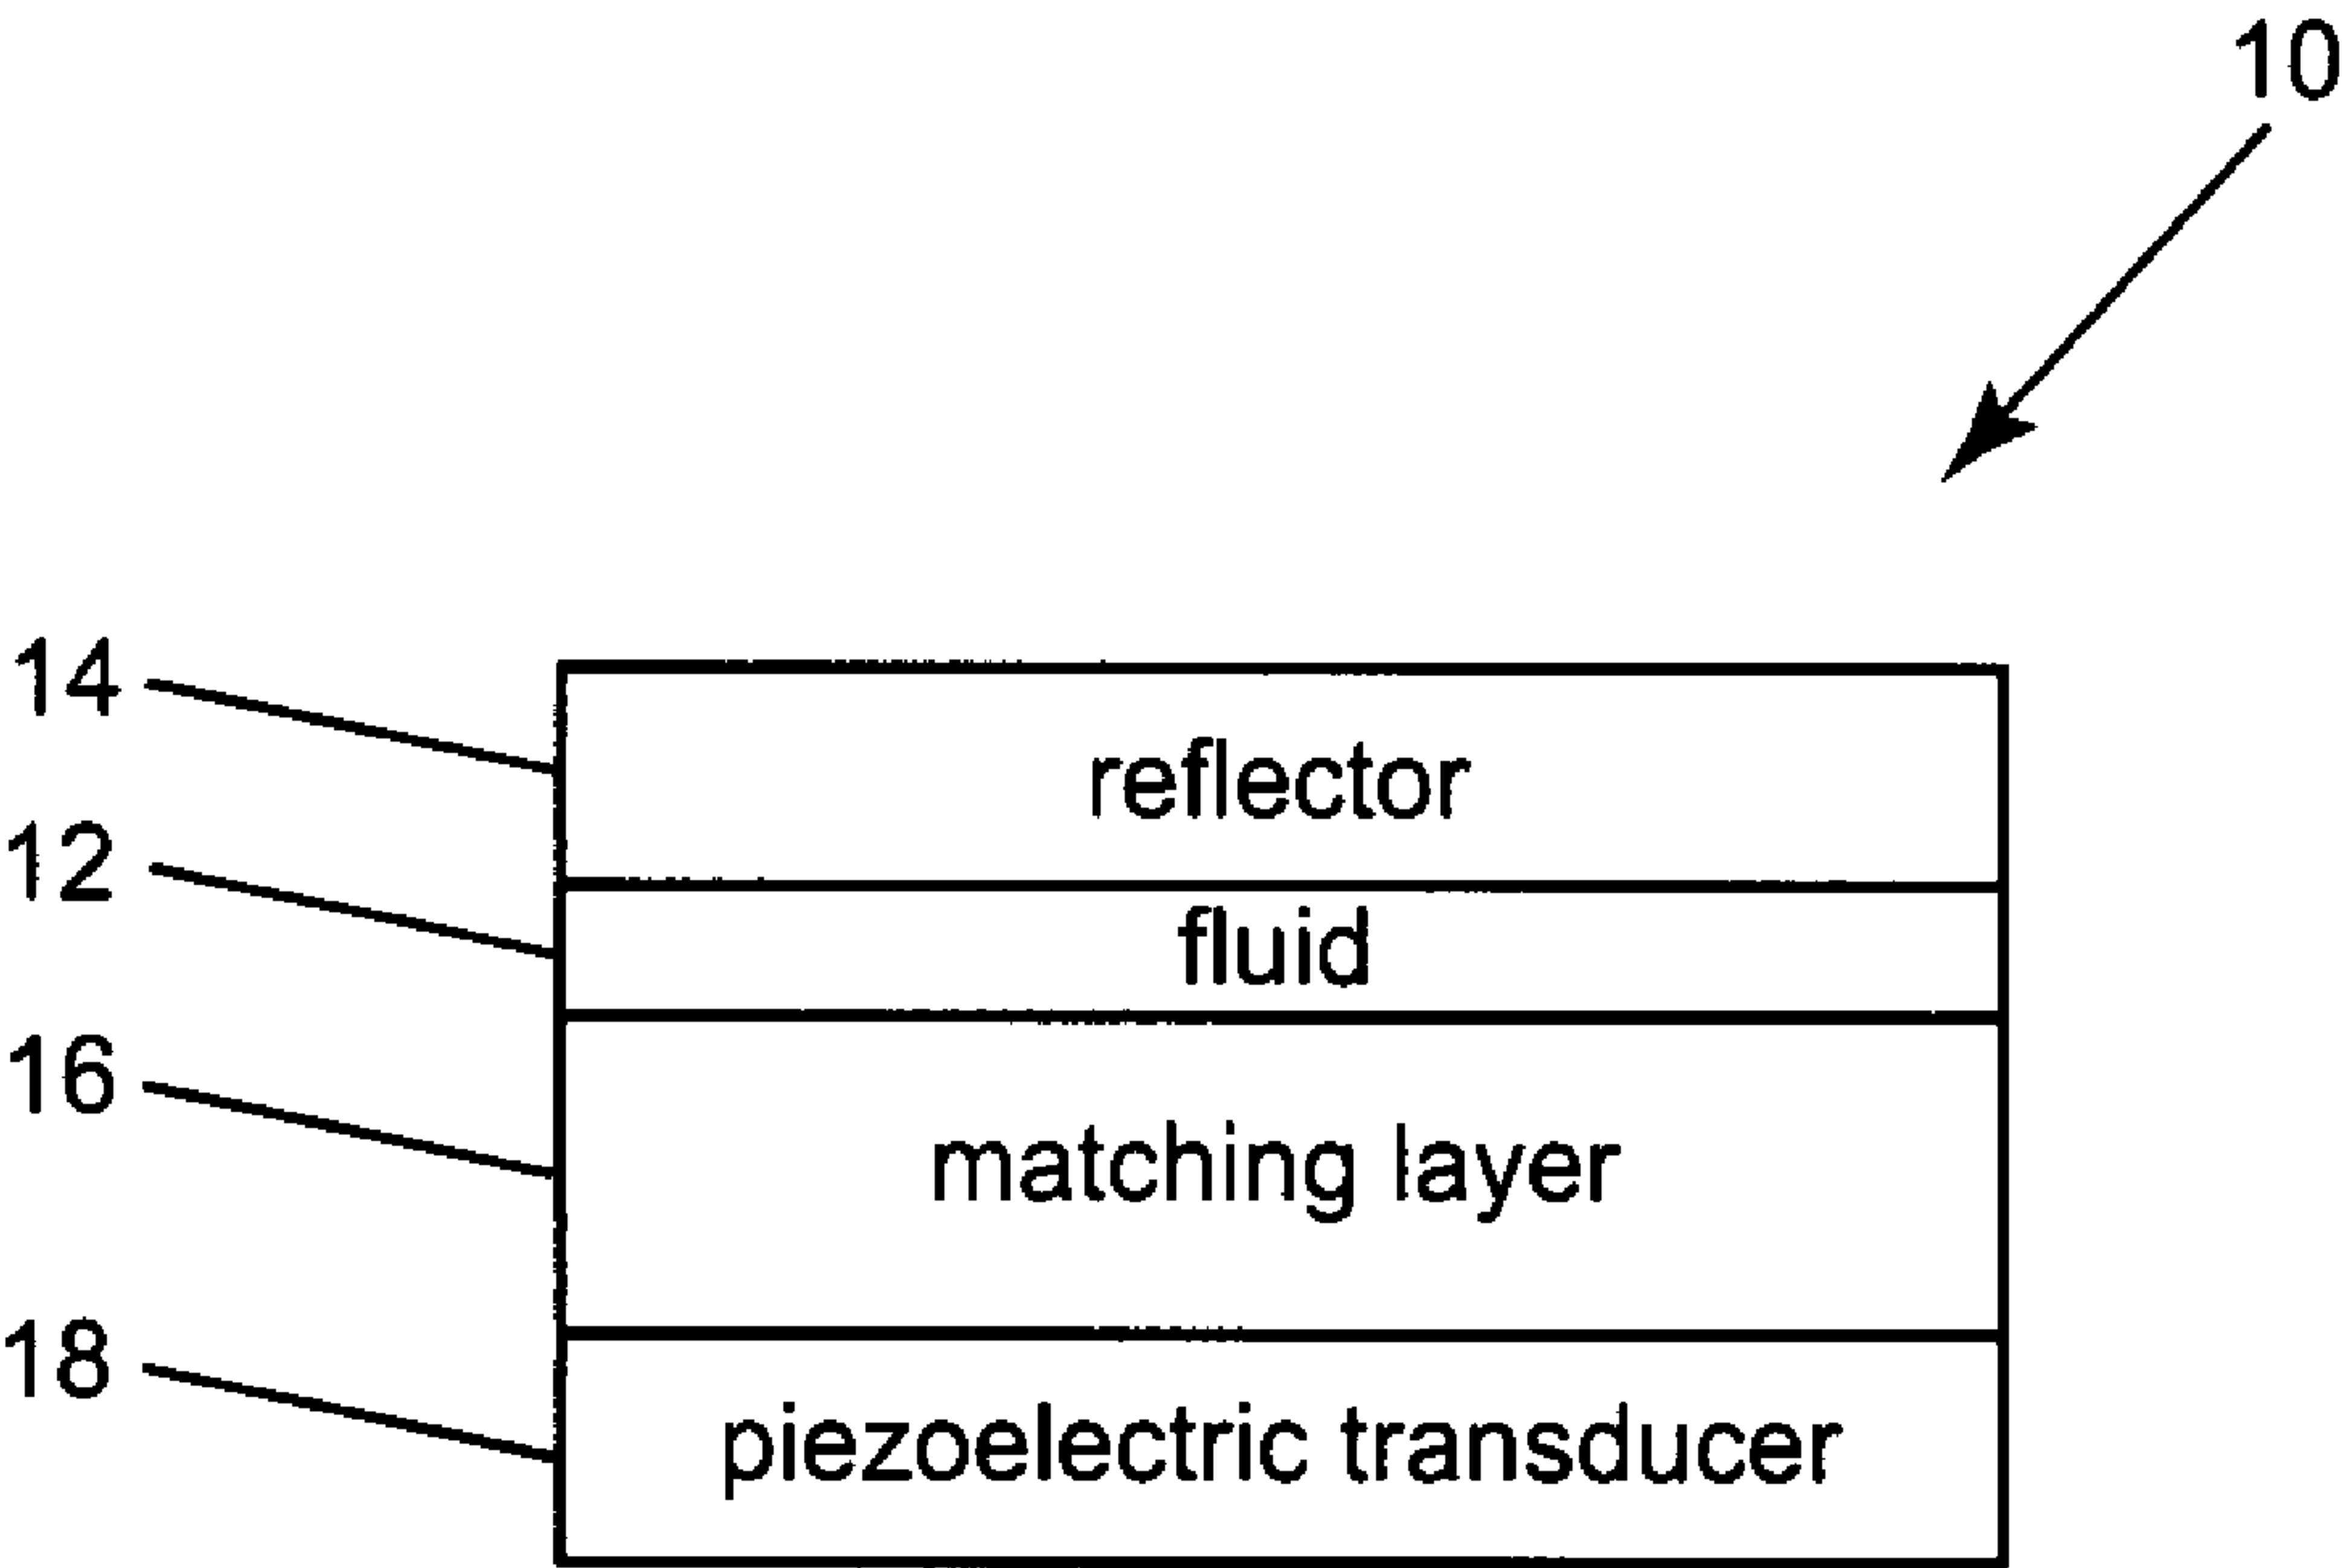 10
14
reflector
12
fluid
16
matching layer
18
piezoelectric transducer